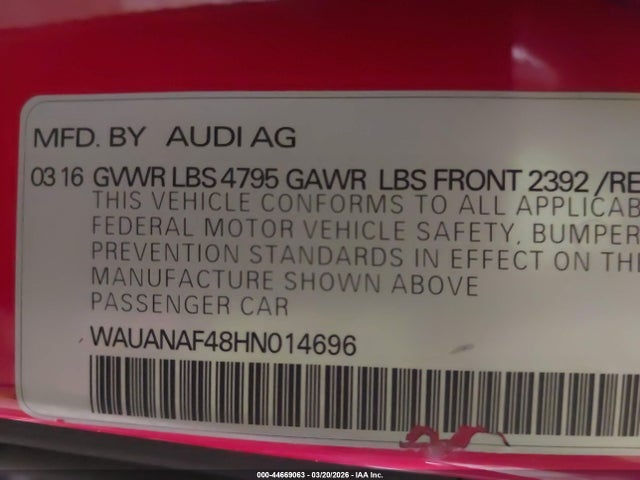 MFD. BY AUDI AG
03 16 GVWR LBS 4795 GAWR LBS FRONT 2392 /RE
THIS VEHICLE CONFORMS TO ALL APPLICAB
FEDERAL MOTOR VEHICLE SAFETY, BUMPER
PREVENTION STANDARDS IN EFFECT ON THE
MANUFACTURE SHOWN ABOVE
PASSENGER CAR
WAUANAF48HN014696
000-44669063 — 03/20/2026 — IAA Inc.